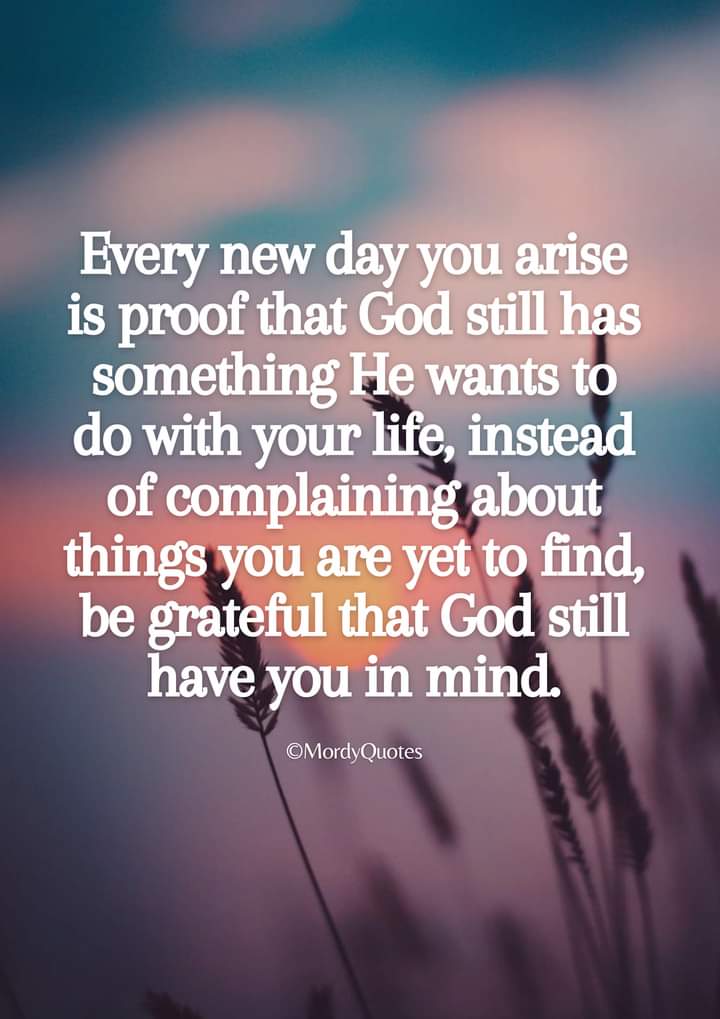 Every new day you arise
is proof that God still has
something He wants to
do with your life, instead
of complaining about
things you are yet to find,
be grateful that God still
have you in mind.
©MordyQuotes